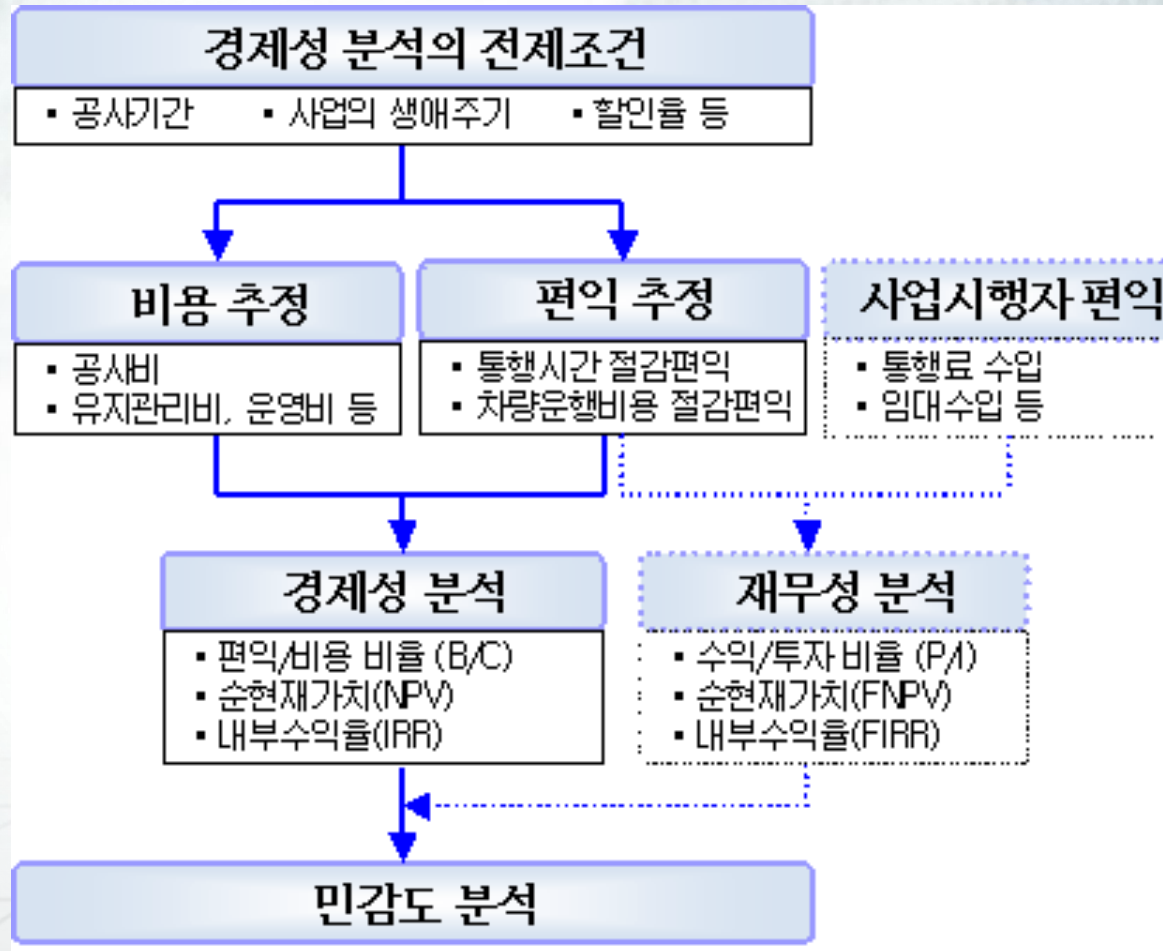 경제성 분석의 전제조건
▪ 공사기간 ▪ 사업의 생애주기 ▪ 할인율 등
비용 추정
▪ 공사비
▪ 유지관리비, 운영비 등
편익 추정
▪ 통행시간 절감편익
▪ 차량운행비용 절감편익
사업시행자 편익
▪ 통행료 수입
▪ 임대수입 등
경제성 분석
▪ 편익/비용 비율 (B/C)
▪ 순현재가치(NPV)
▪ 내부수익율(IRR)
재무성 분석
▪ 수익/투자 비율 (P/I)
▪ 순현재가치(FNPV)
▪ 내부수익율(FIRR)
민감도 분석